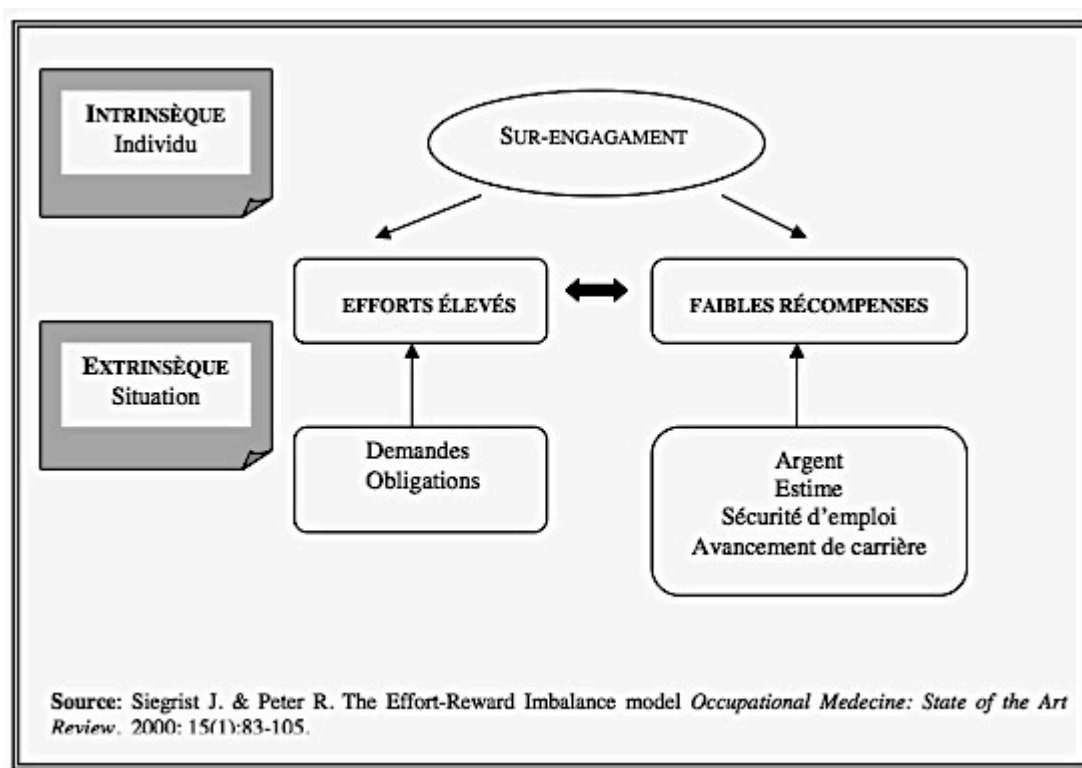 INTRINSÈQUE
Individu
SUR-ENGAGAMENT
EFFORTS ÉLEVÉS
FAIBLES RÉCOMPENSES
EXTRINSÈQUE
Situation
Demandes
Obligations
Argent
Estime
Sécurité d'emploi
Avancement de carrière
Source: Siegrist J. & Peter R. The Effort-Reward Imbalance model Occupational Medecine: State of the Art
Review. 2000; 15(1):83-105.